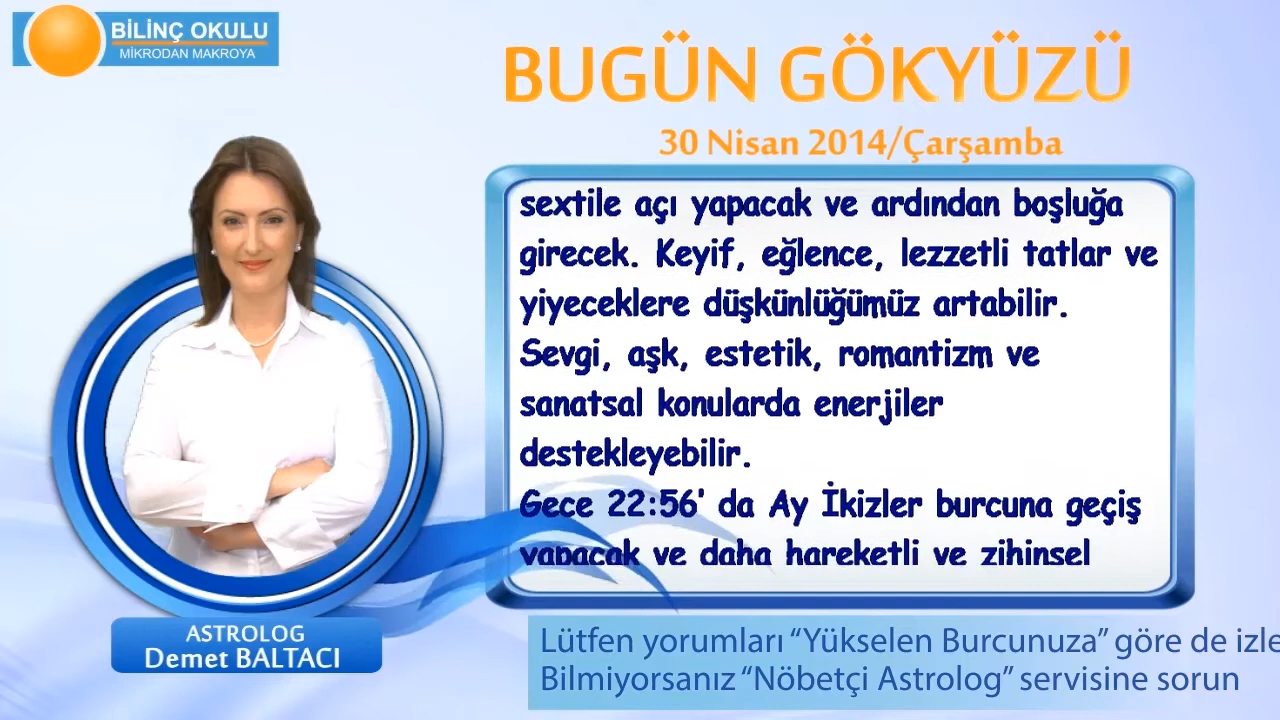 BİLİNÇ OKULU
MİKRODAN MAKROYA
BUGÜN GÖKYÜZÜ
30 Nisan 2014/Çarşamba
sextile açı yapacak ve ardından boşluğa
girecek. Keyif, eğlence, lezzetli tatlar ve
yiyeceklere düşkünlüğümüz artabilir.
Sevgi, aşk, estetik, romantizm ve
sanatsal konularda enerjiler
destekleyebilir.
Gece 22:56' da Ay İkizler burcuna geçiş
yapacak ve daha hareketli ve zihinsel
ASTROLOG
Demet BALTACI
Lütfen yorumları “Yükselen Burcunuza” göre de izle
Bilmiyorsanız “Nöbetçi Astrolog” servisine sorun